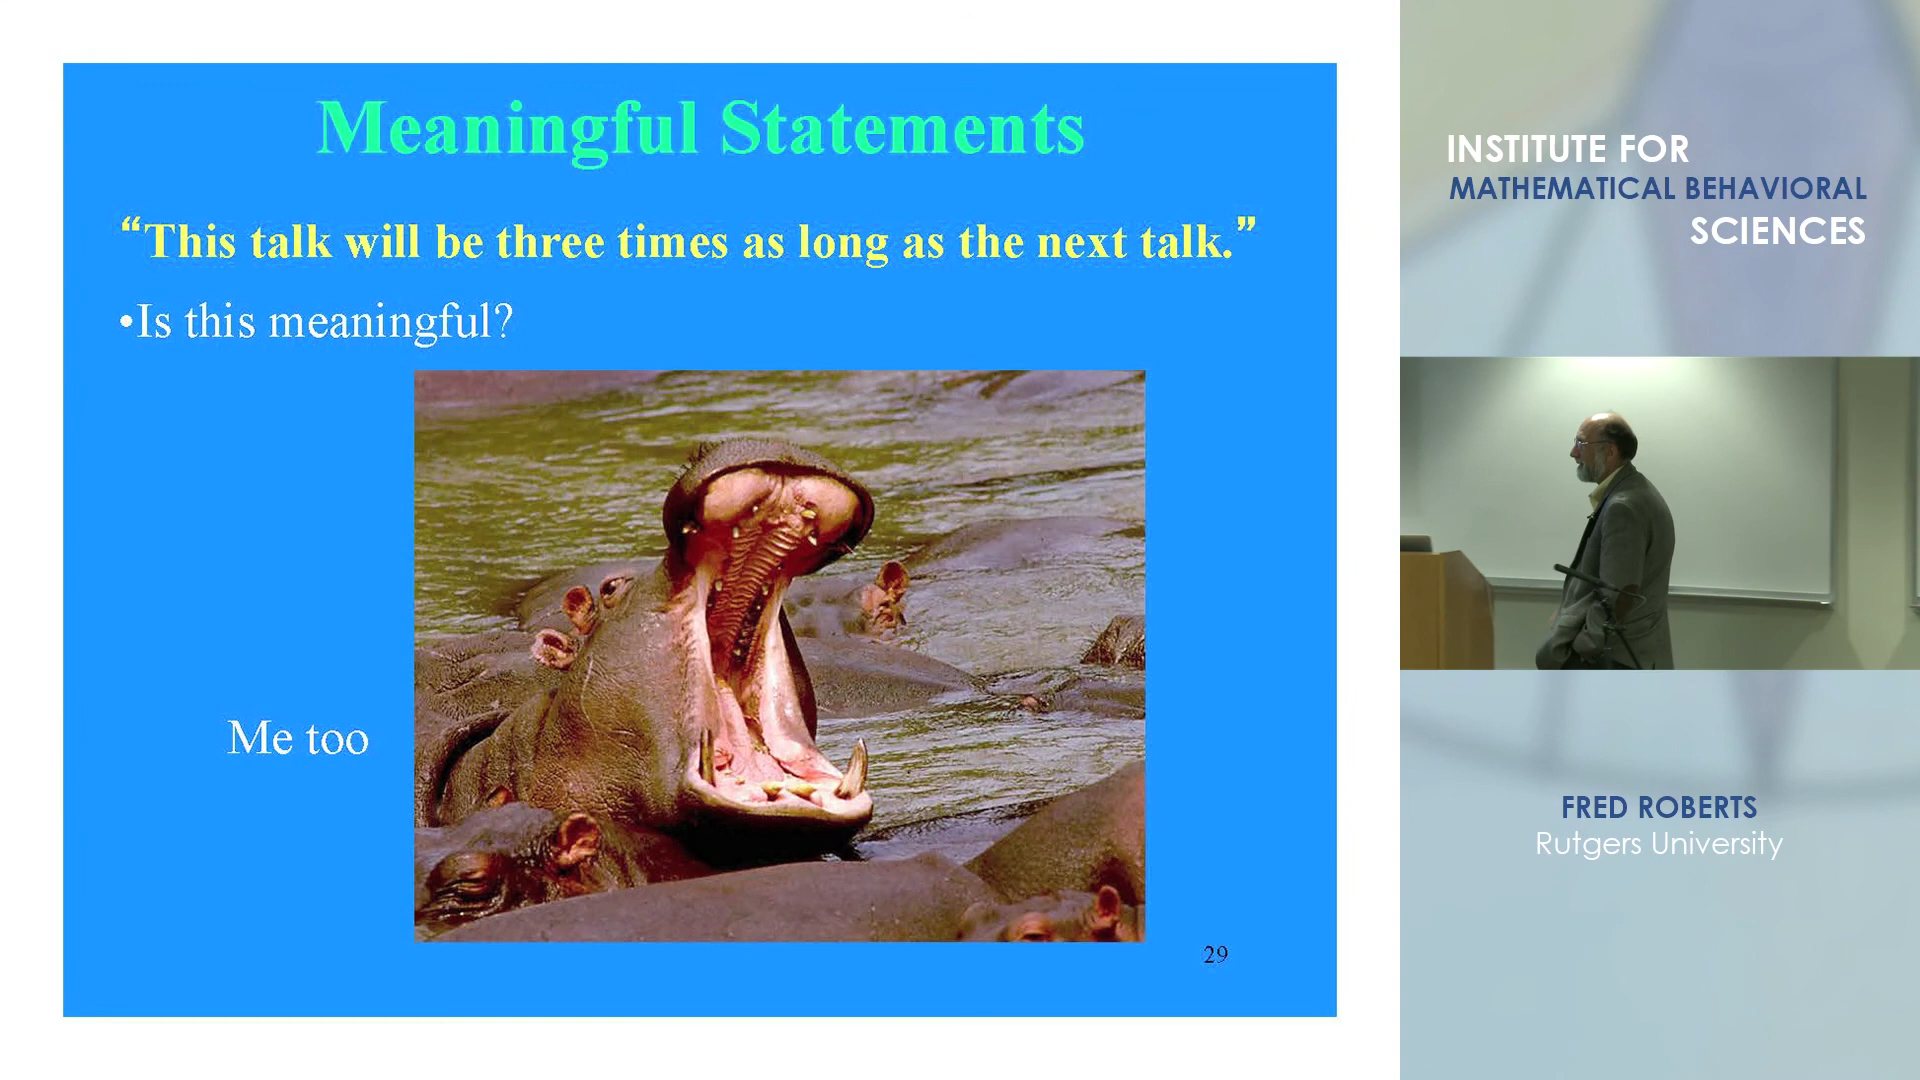 Meaningful Statements
“This talk will be three times as long as the next talk.”
•Is this meaningful?
Me too
29
INSTITUTE FOR
MATHEMATICAL BEHAVIORAL
SCIENCES
FRED ROBERTS
Rutgers University